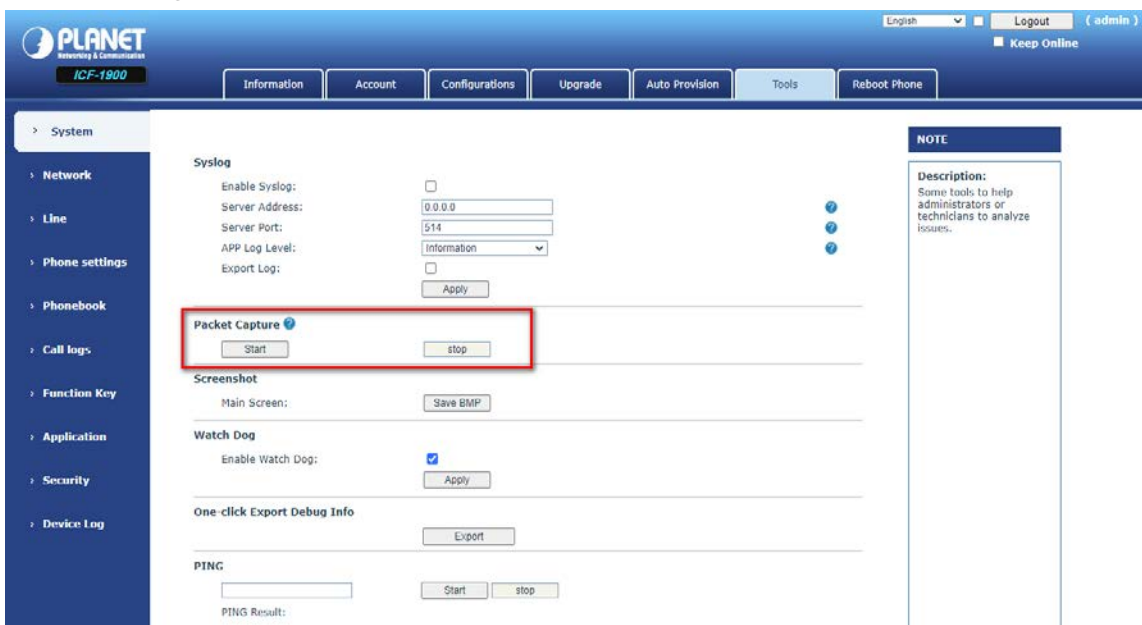 English Logout ( admin )
Keep Online
PLANET
Networking & Communication
ICF-1900
Information Account Configurations Upgrade Auto Provision Tools Reboot Phone
› System
› Network
› Line
› Phone settings
› Phonebook
› Call logs
› Function Key
› Application
› Security
› Device Log
Syslog
Enable Syslog:
Server Address: 0.0.0.0 ?
Server Port: 514 ?
APP Log Level: Information ?
Export Log:
Apply
Packet Capture ?
Start stop
Screenshot
Main Screen: Save BMP
Watch Dog
Enable Watch Dog:
Apply
One-click Export Debug Info
Export
PING
Start stop
PING Result:
NOTE
Description:
Some tools to help
administrators or
technicians to analyze
issues.